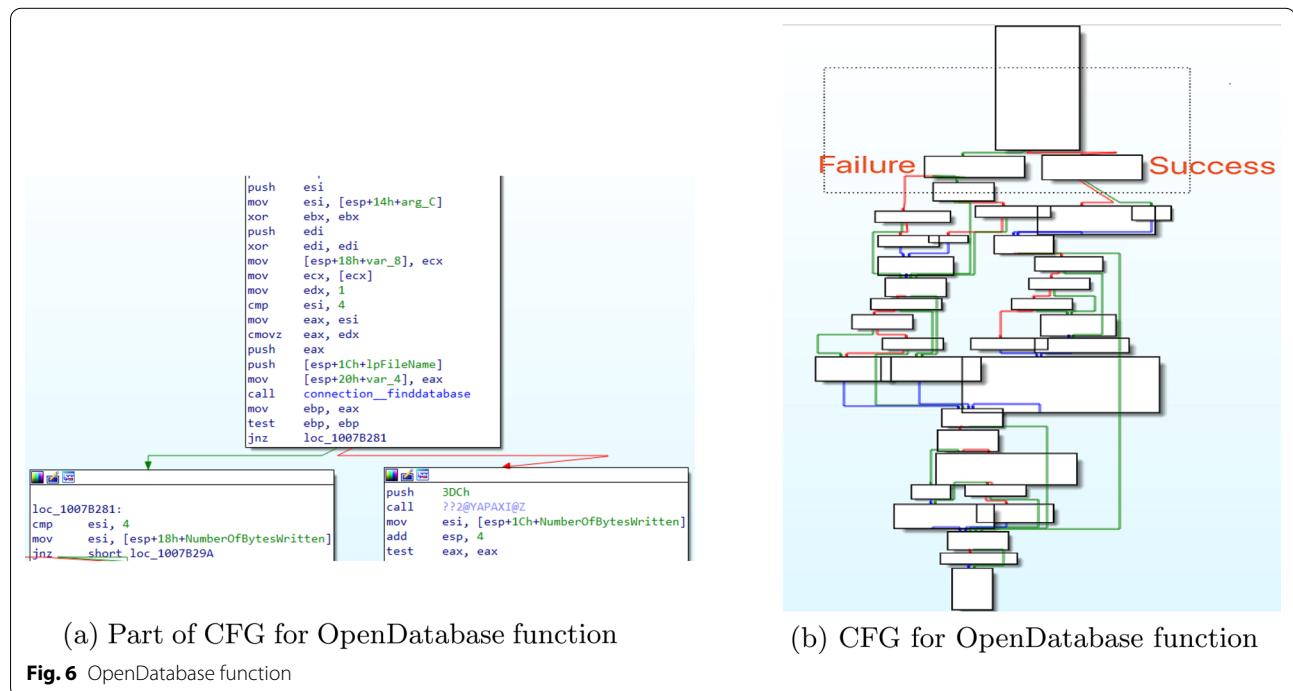 push esi
mov esi, [esp+14h+arg_C]
xor ebx, ebx
push edi
xor edi, edi
mov [esp+18h+var_8], ecx
mov ecx, [ecx]
mov edx, 1
cmp esi, 4
mov eax, esi
cmovz eax, edx
push eax
push [esp+1Ch+lpFileName]
mov [esp+20h+var_4], eax
call connection__finddatabase
mov ebp, eax
test ebp, ebp
jnz loc_1007B281
loc_1007B281:
cmp esi, 4
mov esi, [esp+18h+NumberOfBytesWritten]
jnz short loc_1007B29A
push 3DCh
call ??2@YAPAXI@Z
mov esi, [esp+1Ch+NumberOfBytesWritten]
add esp, 4
test eax, eax
(a) Part of CFG for OpenDatabase function
Failure
Success
(b) CFG for OpenDatabase function
Fig. 6 OpenDatabase function